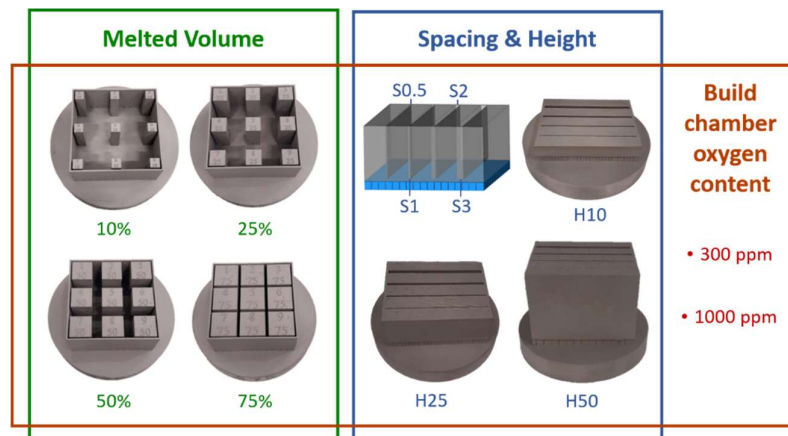 Melted Volume
Spacing & Height
S0.5
S2
S1
S3
H10
10%
25%
Build
chamber
oxygen
content
• 300 ppm
• 1000 ppm
50%
75%
H25
H50